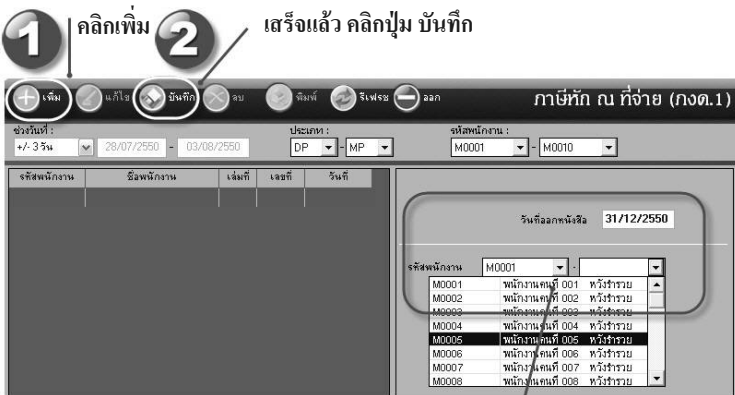 1 คลิกเพิ่ม 2 เสร็จแล้ว คลิกปุ่ม บันทึก
เพิ่ม แก้ไข บันทึก ลบ พิมพ์ รีเฟรช ออก ภาษีหัก ณ ที่จ่าย (ภงด.1)
ช่วงวันที่ : ประเภท : รหัสพนักงาน :
+/- 3 วัน 28/07/2550 - 03/08/2550 DP - MP M0001 - M0010
รหัสพนักงาน ชื่อพนักงาน เล่มที่ เลขที่ วันที่
วันที่ออกหนังสือ 31/12/2550
รหัสพนักงาน M0001 -
M0001 พนักงานคนที่ 001 หวังร่ำรวย
M0002 พนักงานคนที่ 002 หวังร่ำรวย
M0003 พนักงานคนที่ 003 หวังร่ำรวย
M0004 พนักงานคนที่ 004 หวังร่ำรวย
M0005 พนักงานคนที่ 005 หวังร่ำรวย
M0006 พนักงานคนที่ 006 หวังร่ำรวย
M0007 พนักงานคนที่ 007 หวังร่ำรวย
M0008 พนักงานคนที่ 008 หวังร่ำรวย